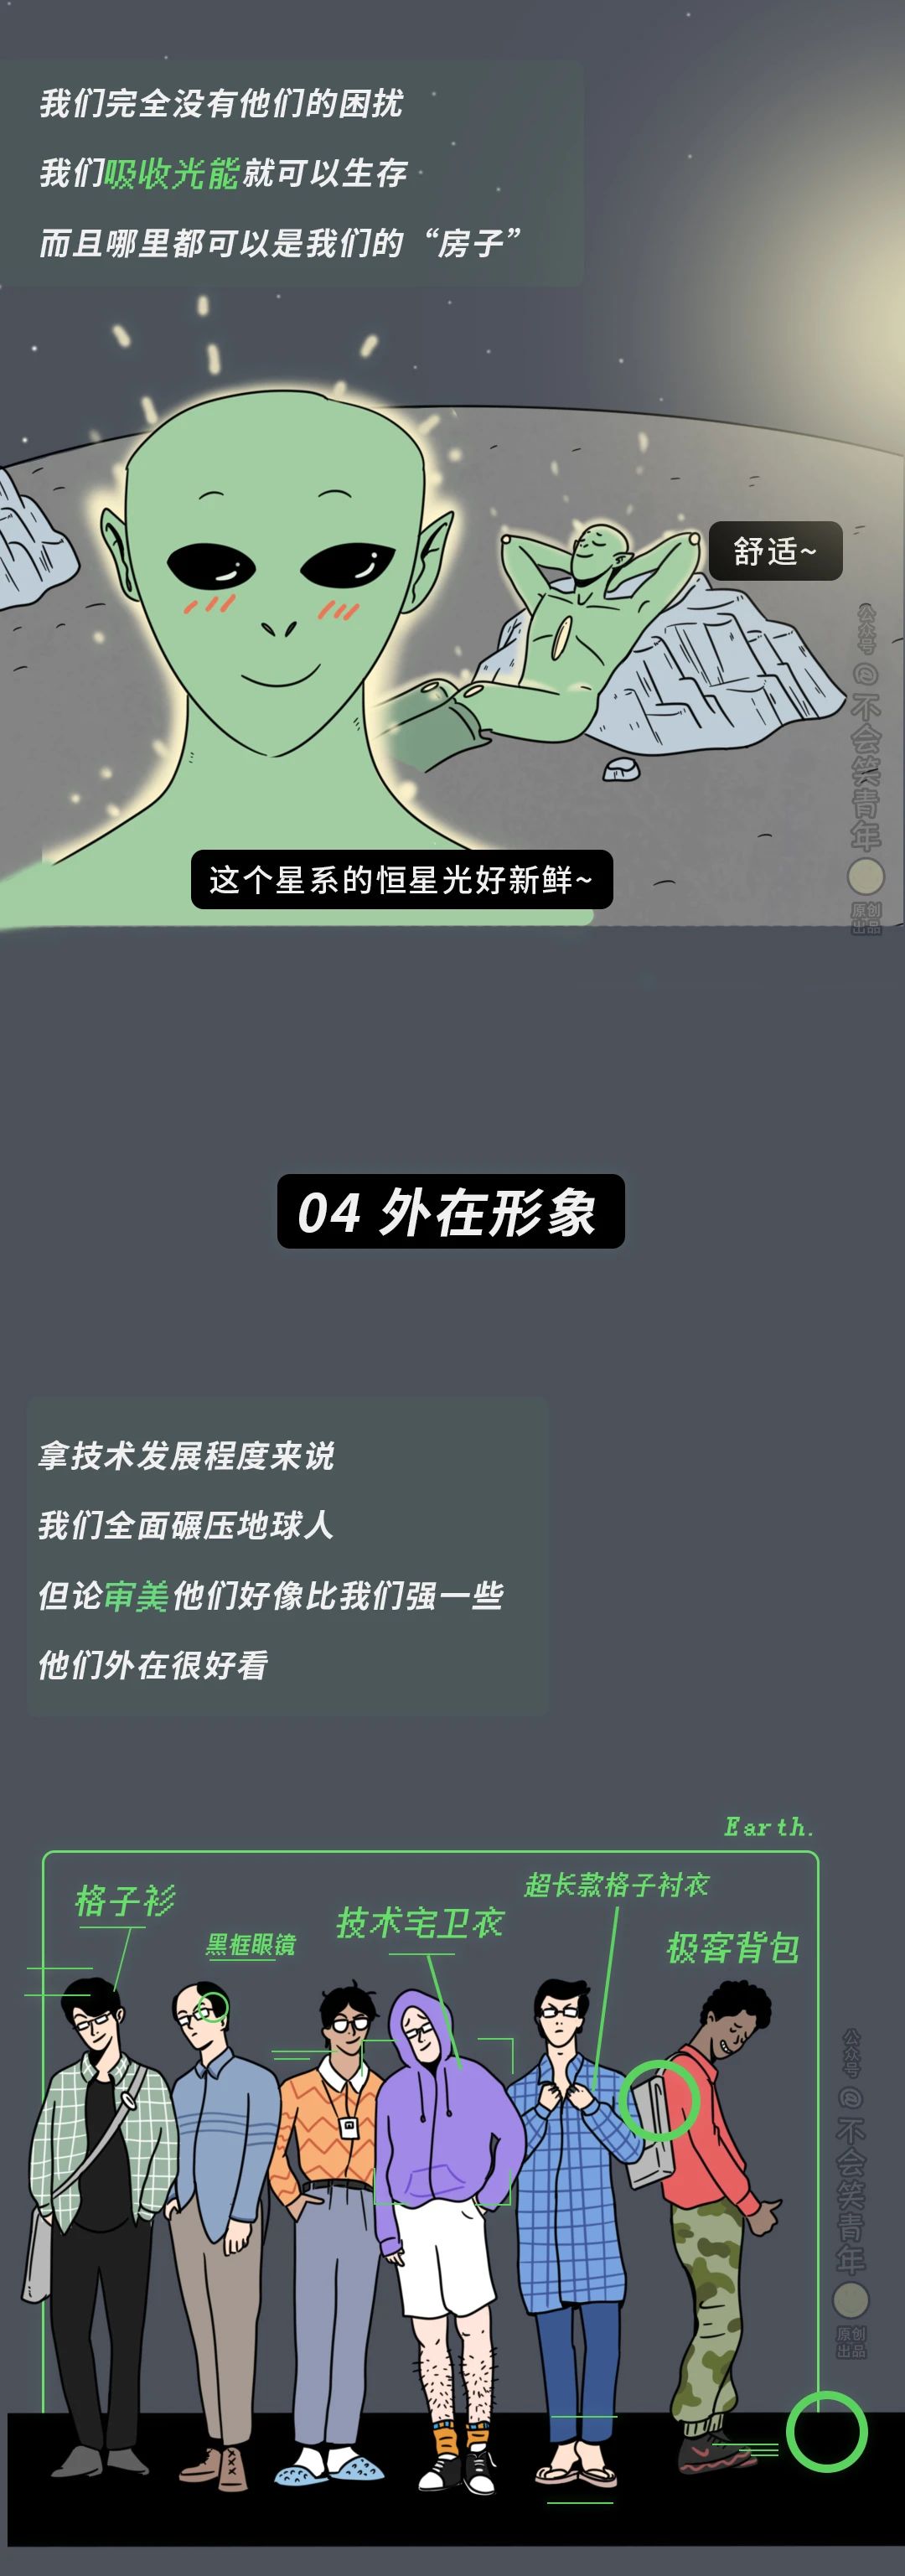 我们完全没有他们的困扰
我们吸收光能就可以生存
而且哪里都可以是我们的“房子”
舒适~
公众号@不会笑青年
原创
出品
这个星系的恒星光好新鲜~
04 外在形象
拿技术发展程度来说
我们全面碾压地球人
但论审美他们好像比我们强一些
他们外在很好看
Earth.
格子衫
黑框眼镜
技术宅卫衣
超长款格子衬衣
极客背包
公众号@不会笑青年
原创
出品